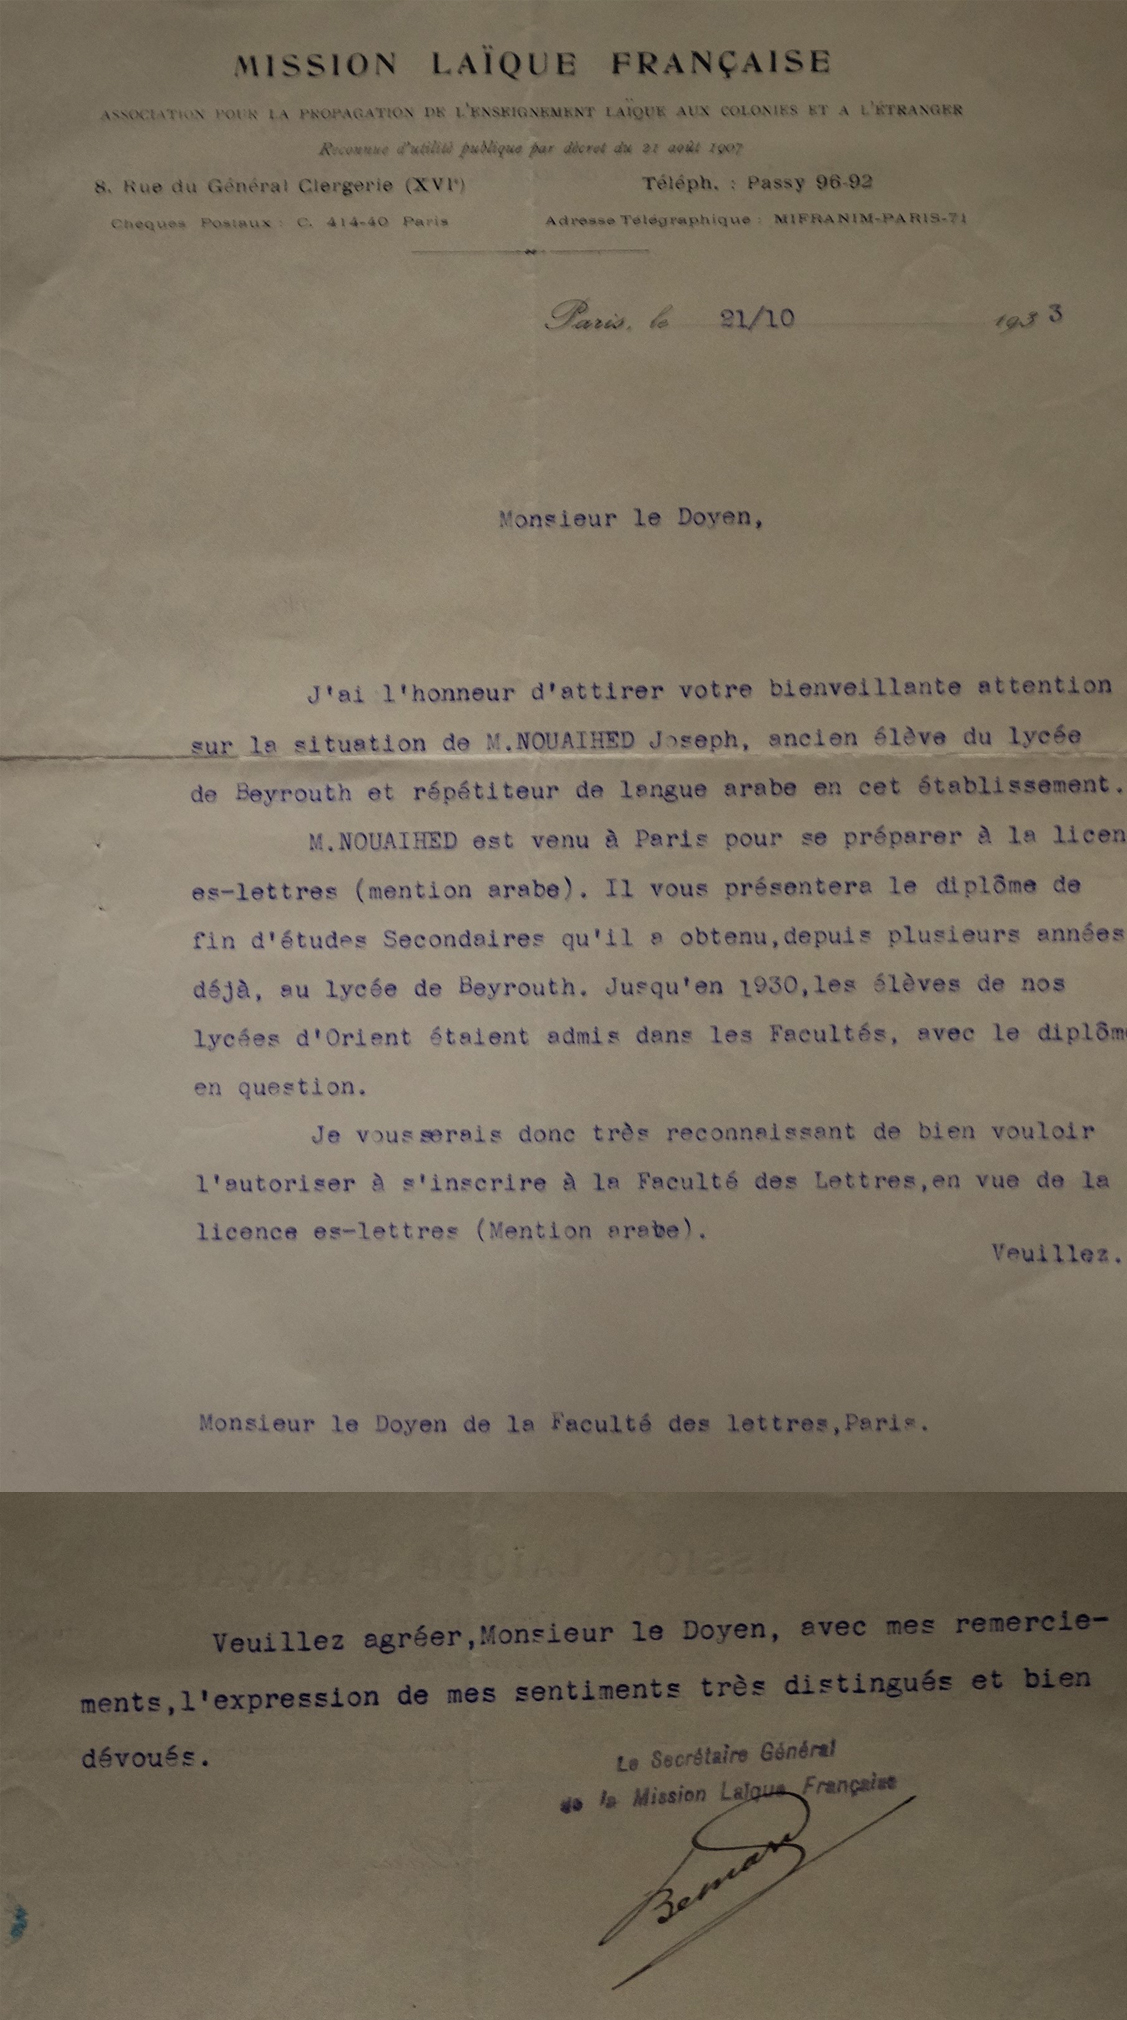 MISSION LAÏQUE FRANÇAISE
ASSOCIATION POUR LA PROPAGATION DE L'ENSEIGNEMENT LAÏQUE AUX COLONIES ET A L'ÉTRANGER
Reconnue d'utilité publique par décret du 21 août 1907
8, Rue du Général Clergerie (XVIe) Téléph. : Passy 96-92
Chèques Postaux : C. 414-40 Paris Adresse Télégraphique : MIFRANIM-PARIS-71
Paris, le 21/10 1933
Monsieur le Doyen,
J'ai l'honneur d'attirer votre bienveillante attention
sur la situation de M.NOUAIHED Joseph, ancien élève du lycée
de Beyrouth et répétiteur de langue arabe en cet établissement.
M.NOUAIHED est venu à Paris pour se préparer à la licen
es-lettres (mention arabe). Il vous présentera le diplôme de
fin d'études Secondaires qu'il a obtenu,depuis plusieurs années
déjà, au lycée de Beyrouth. Jusqu'en 1930,les élèves de nos
lycées d'Orient étaient admis dans les Facultés, avec le diplôme
en question.
Je vous serais donc très reconnaissant de bien vouloir
l'autoriser à s'inscrire à la Faculté des Lettres,en vue de la
licence es-lettres (Mention arabe).
Veuillez.
Monsieur le Doyen de la Faculté des lettres,Paris.
Veuillez agréer,Monsieur le Doyen, avec mes remercie-
ments,l'expression de mes sentiments très distingués et bien
dévoués.
Le Secrétaire Général
de la Mission Laïque Française